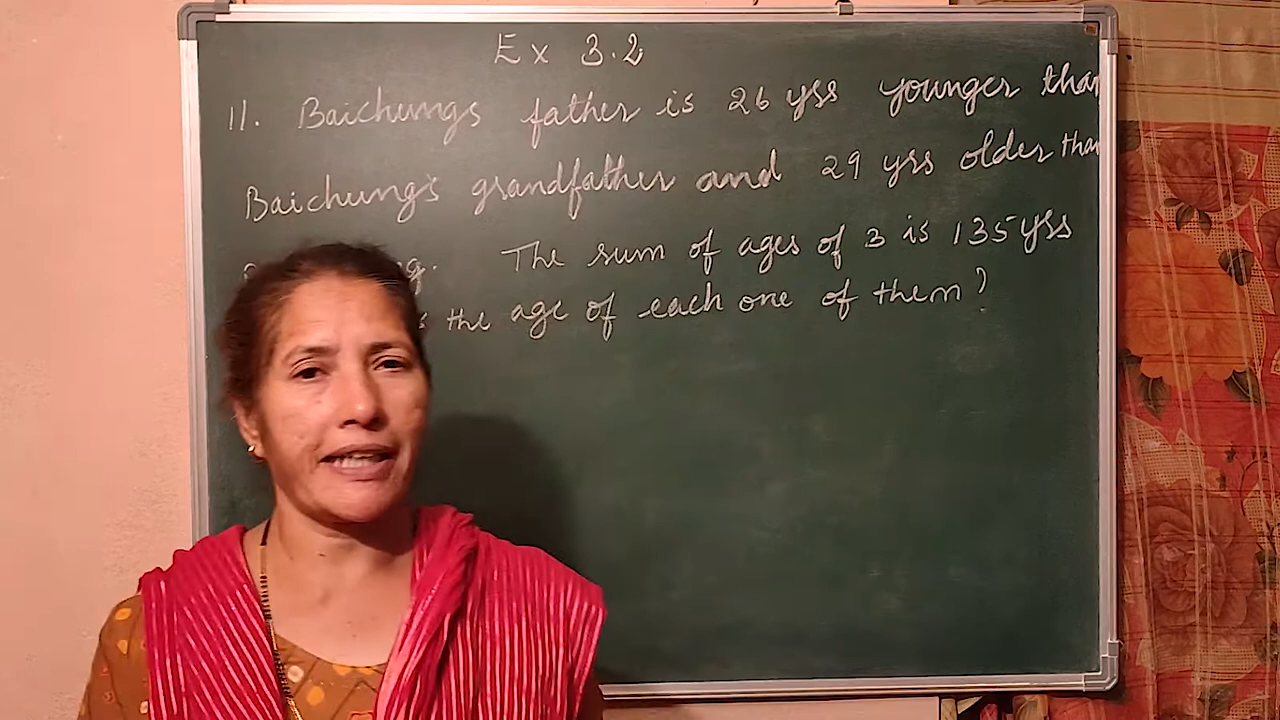 Ex 3.2
11. Baichungs father is 26 yrs younger than
Baichung's grandfather and 29 yrs older than
The sum of ages of 3 is 135 yrs
the age of each one of them?